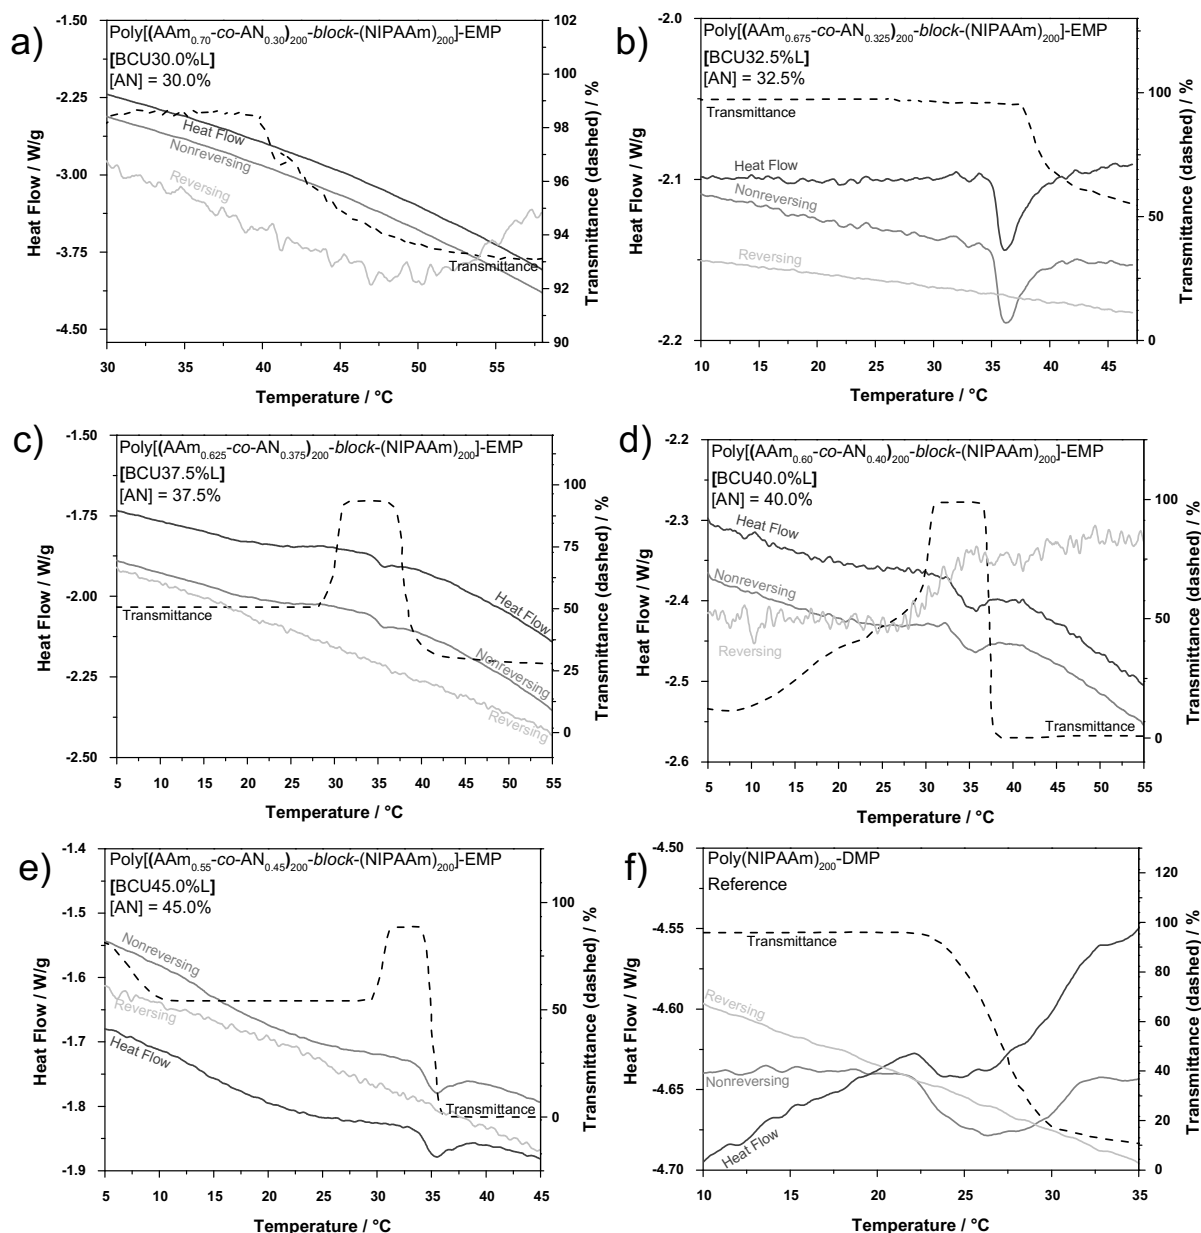 a)
Poly[(AAm0.70-co-AN0.30)200-block-(NIPAAm)200]-EMP
[BCU30.0%L]
[AN] = 30.0%
Heat Flow
Nonreversing
Reversing
Transmittance
-1.50
-2.25
-3.00
-3.75
-4.50
Heat Flow / W/g
102
100
98
96
94
92
90
Transmittance (dashed) / %
30 35 40 45 50 55
Temperature / °C
b)
Poly[(AAm0.675-co-AN0.325)200-block-(NIPAAm)200]-EMP
[BCU32.5%L]
[AN] = 32.5%
Transmittance
Heat Flow
Nonreversing
Reversing
-2.0
-2.1
-2.2
Heat Flow / W/g
100
50
0
Transmittance (dashed) / %
10 15 20 25 30 35 40 45
Temperature / °C
c)
Poly[(AAm0.625-co-AN0.375)200-block-(NIPAAm)200]-EMP
[BCU37.5%L]
[AN] = 37.5%
Transmittance
Heat Flow
Nonreversing
Reversing
-1.50
-1.75
-2.00
-2.25
-2.50
Heat Flow / W/g
100
75
50
25
0
Transmittance (dashed) / %
5 10 15 20 25 30 35 40 45 50 55
Temperature / °C
d)
Poly[(AAm0.60-co-AN0.40)200-block-(NIPAAm)200]-EMP
[BCU40.0%L]
[AN] = 40.0%
Heat Flow
Nonreversing
Reversing
Transmittance
-2.2
-2.3
-2.4
-2.5
-2.6
Heat Flow / W/g
100
50
0
Transmittance (dashed) / %
5 10 15 20 25 30 35 40 45 50 55
Temperature / °C
e)
Poly[(AAm0.55-co-AN0.45)200-block-(NIPAAm)200]-EMP
[BCU45.0%L]
[AN] = 45.0%
Nonreversing
Reversing
Heat Flow
Transmittance
-1.4
-1.5
-1.6
-1.7
-1.8
-1.9
Heat Flow / W/g
100
50
0
Transmittance (dashed) / %
5 10 15 20 25 30 35 40 45
Temperature / °C
f)
Poly(NIPAAm)200-DMP
Reference
Transmittance
Reversing
Nonreversing
Heat Flow
-4.50
-4.55
-4.60
-4.65
-4.70
Heat Flow / W/g
120
100
80
60
40
20
0
Transmittance (dashed) / %
10 15 20 25 30 35
Temperature / °C